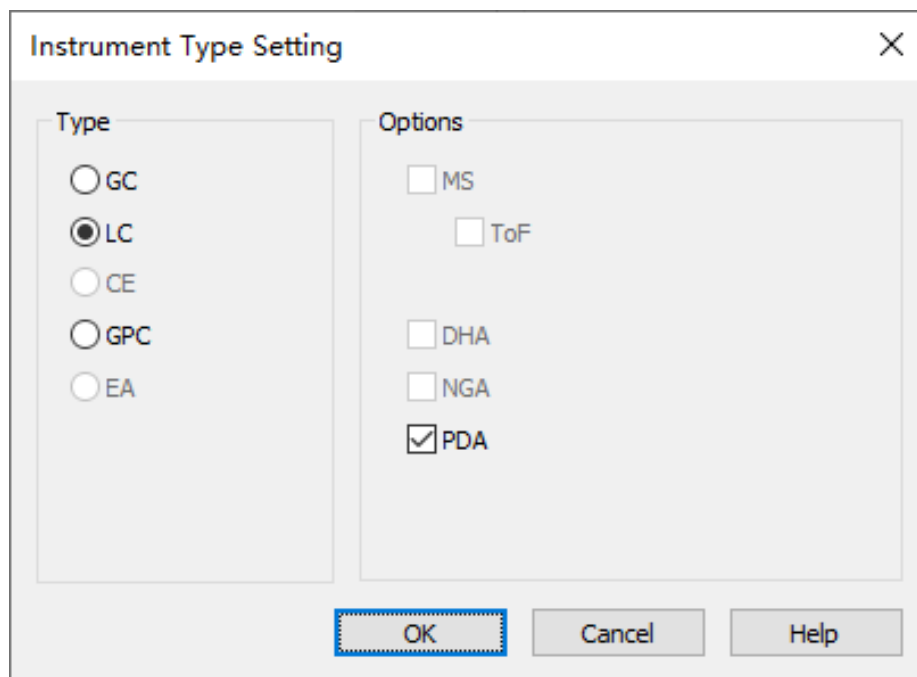 Instrument Type Setting
Type
GC
LC
CE
GPC
EA
Options
MS
ToF
DHA
NGA
PDA
OK
Cancel
Help